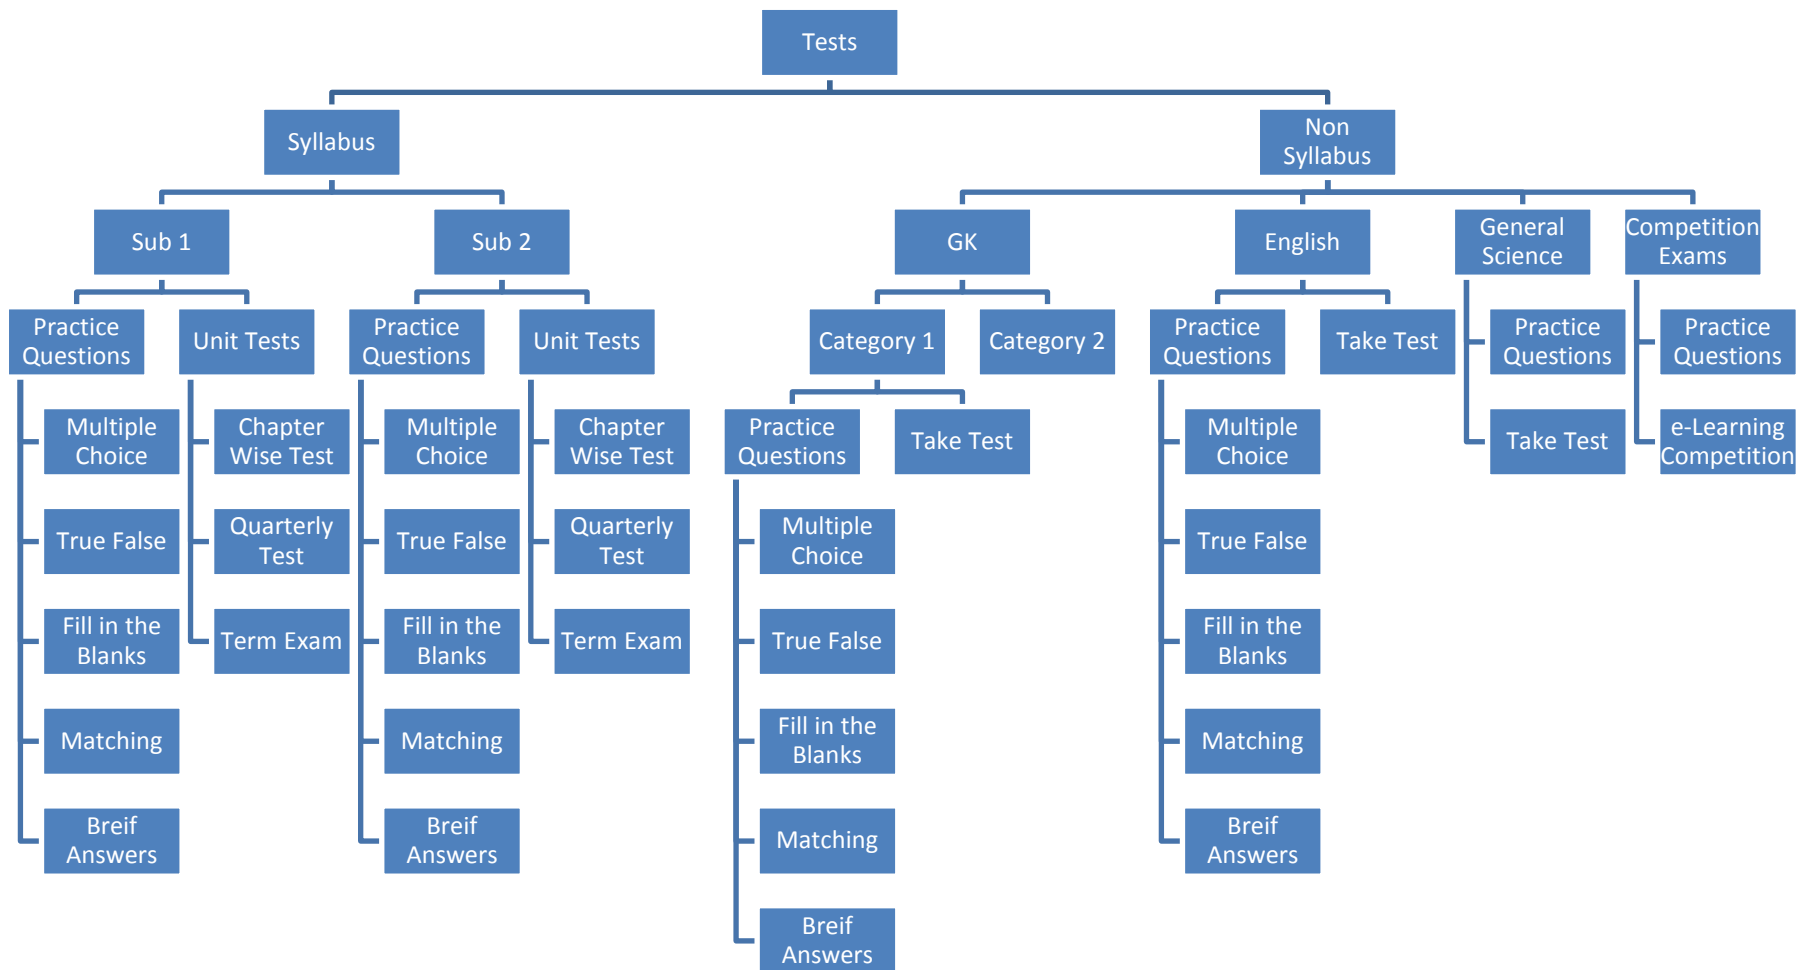 Tests
Syllabus
Non
Syllabus
Sub 1
Sub 2
GK
English
General
Science
Competition
Exams
Practice
Questions
Unit Tests
Practice
Questions
Unit Tests
Category 1
Category 2
Practice
Questions
Take Test
Practice
Questions
Practice
Questions
Multiple
Choice
Chapter
Wise Test
Multiple
Choice
Chapter
Wise Test
Practice
Questions
Take Test
Multiple
Choice
Take Test
e-Learning
Competition
True False
Quarterly
Test
True False
Quarterly
Test
Multiple
Choice
True False
Fill in the
Blanks
Term Exam
Fill in the
Blanks
Term Exam
True False
Fill in the
Blanks
Matching
Matching
Fill in the
Blanks
Matching
Breif
Answers
Breif
Answers
Matching
Breif
Answers
Breif
Answers